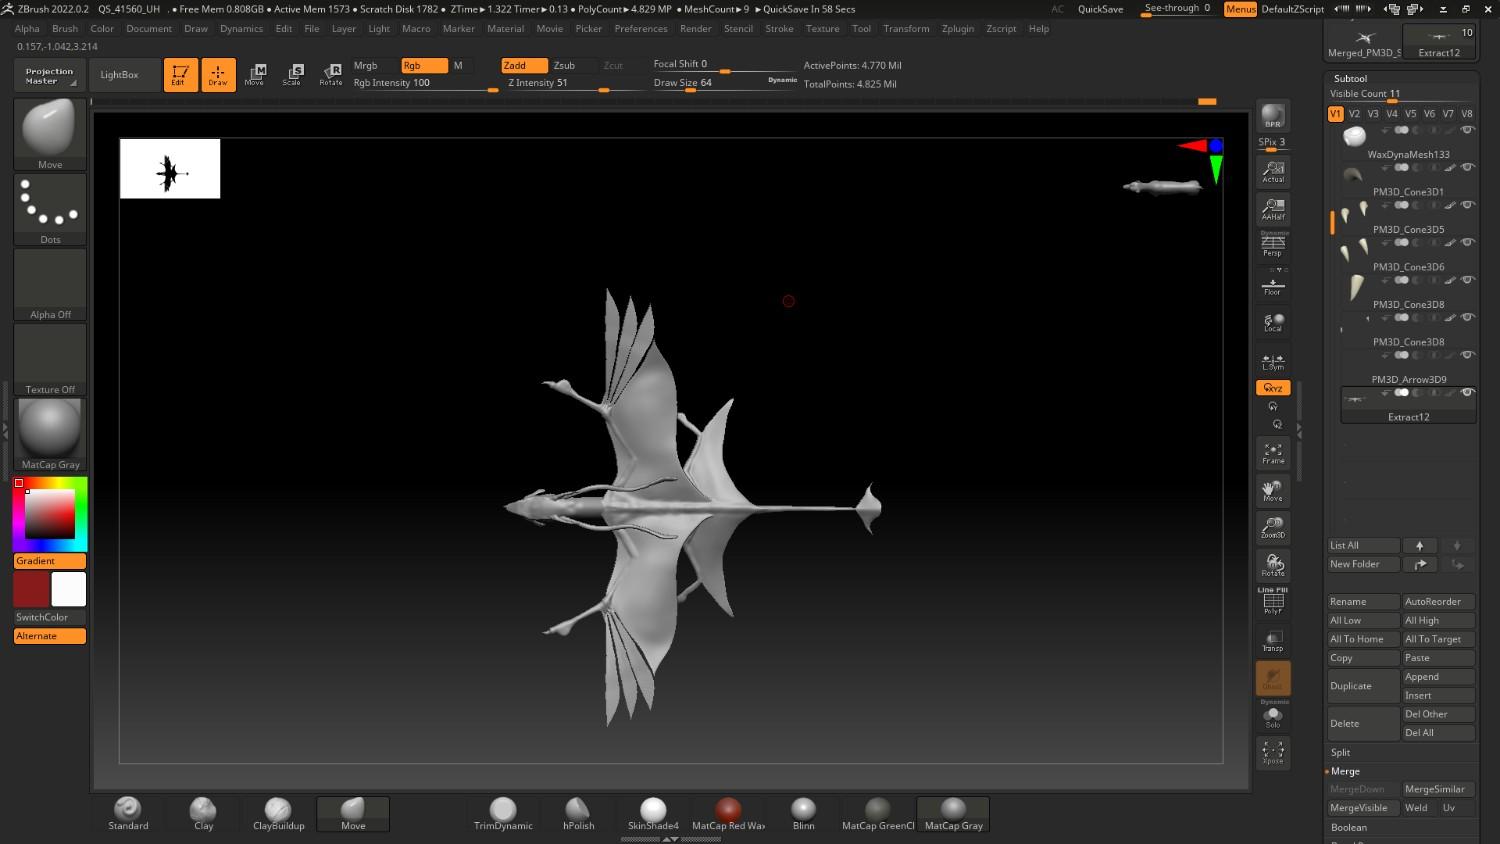 ZBrush 2022.0.2 QS_41560_UH , ● Free Mem 0.808GB ● Active Mem 1573 ● Scratch Disk 1782 ● ZTime►1.322 Timer►0.13 ● PolyCount►4.829 MP ● MeshCount►9 ►QuickSave In 58 Secs AC QuickSave See-through 0 Menus DefaultZScript
Alpha Brush Color Document Draw Dynamics Edit File Layer Light Macro Marker Material Movie Picker Preferences Render Stencil Stroke Texture Tool Transform Zplugin Zscript Help
0.157,-1.042,3.214
Projection
Master
LightBox
Edit
Draw
Move
Scale
Rotate
Mrgb Rgb M
Rgb Intensity 100
Zadd Zsub Zcut
Z Intensity 51
Focal Shift 0
Draw Size 64
Dynamic
ActivePoints: 4.770 Mil
TotalPoints: 4.825 Mil
Move
Dots
Alpha Off
Texture Off
MatCap Gray
Gradient
SwitchColor
Alternate
BPR
SPix 3
Actual
AAHalf
Dynamic
Persp
Floor
Local
L.Sym
XYZ
Frame
Move
Zoom3D
Rotate
Line Fill
PolyF
Transp
Ghost
Dynamic
Solo
Xpose
10
Merged_PM3D_S Extract12
Subtool
Visible Count 11
V1 V2 V3 V4 V5 V6 V7 V8
WaxDynaMesh133
PM3D_Cone3D1
PM3D_Cone3D5
PM3D_Cone3D6
PM3D_Cone3D8
PM3D_Cone3D8
PM3D_Arrow3D9
Extract12
List All
New Folder
Rename AutoReorder
All Low All High
All To Home All To Target
Copy Paste
Duplicate
Append
Insert
Delete
Del Other
Del All
Split
Merge
MergeDown MergeSimilar
MergeVisible Weld Uv
Boolean
Standard Clay ClayBuildup Move TrimDynamic hPolish SkinShade4 MatCap Red Wax Blinn MatCap GreenCl MatCap Gray